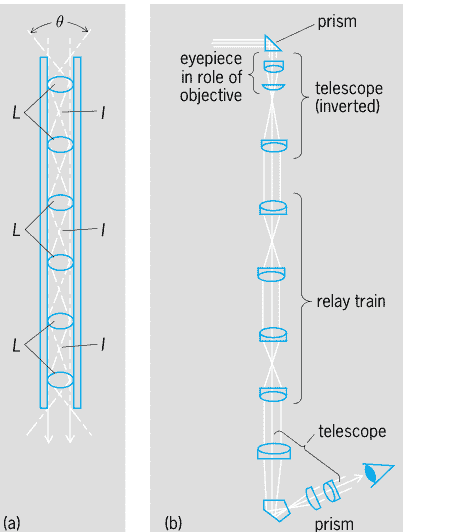 θ
L
I
L
I
L
I
(a)
prism
eyepiece
in role of
objective
telescope
(inverted)
relay train
telescope
(b)
prism